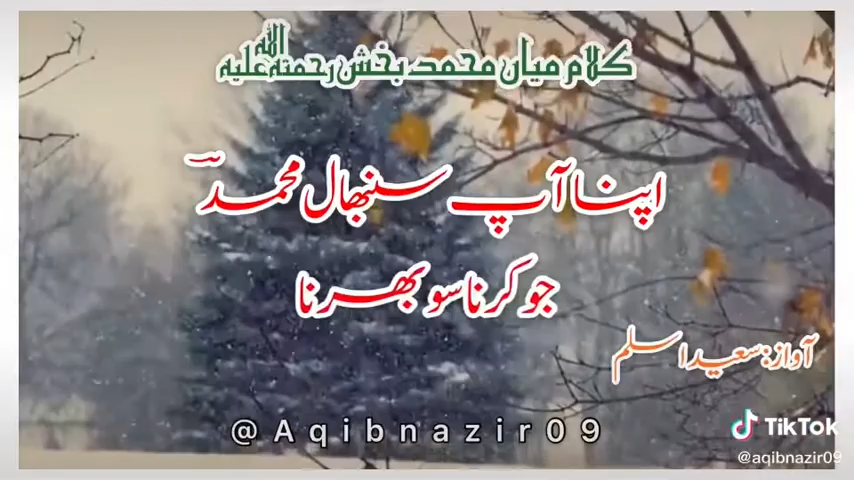 کلام میاں محمد بخش رحمتہ اللہ علیہ
اپنا آپ سنبھال محمدؔ
جو کرنا سو بھرنا
آواز: سعید اسلم
@Aqibnazir09
TikTok
@aqibnazir09